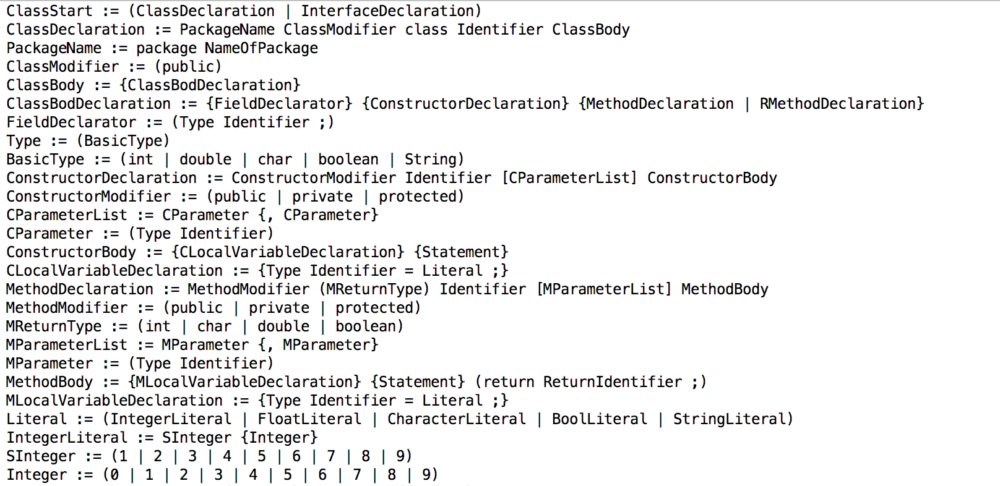 ClassStart := (ClassDeclaration | InterfaceDeclaration)
ClassDeclaration := PackageName ClassModifier class Identifier ClassBody
PackageName := package NameOfPackage
ClassModifier := (public)
ClassBody := {ClassBodDeclaration}
ClassBodDeclaration := {FieldDeclarator} {ConstructorDeclaration} {MethodDeclaration | RMethodDeclaration}
FieldDeclarator := (Type Identifier ;)
Type := (BasicType)
BasicType := (int | double | char | boolean | String)
ConstructorDeclaration := ConstructorModifier Identifier [CParameterList] ConstructorBody
ConstructorModifier := (public | private | protected)
CParameterList := CParameter {, CParameter}
CParameter := (Type Identifier)
ConstructorBody := {CLocalVariableDeclaration} {Statement}
CLocalVariableDeclaration := {Type Identifier = Literal ;}
MethodDeclaration := MethodModifier (MReturnType) Identifier [MParameterList] MethodBody
MethodModifier := (public | private | protected)
MReturnType := (int | char | double | boolean)
MParameterList := MParameter {, MParameter}
MParameter := (Type Identifier)
MethodBody := {MLocalVariableDeclaration} {Statement} (return ReturnIdentifier ;)
MLocalVariableDeclaration := {Type Identifier = Literal ;}
Literal := (IntegerLiteral | FloatLiteral | CharacterLiteral | BoolLiteral | StringLiteral)
IntegerLiteral := SInteger {Integer}
SInteger := (1 | 2 | 3 | 4 | 5 | 6 | 7 | 8 | 9)
Integer := (0 | 1 | 2 | 3 | 4 | 5 | 6 | 7 | 8 | 9)